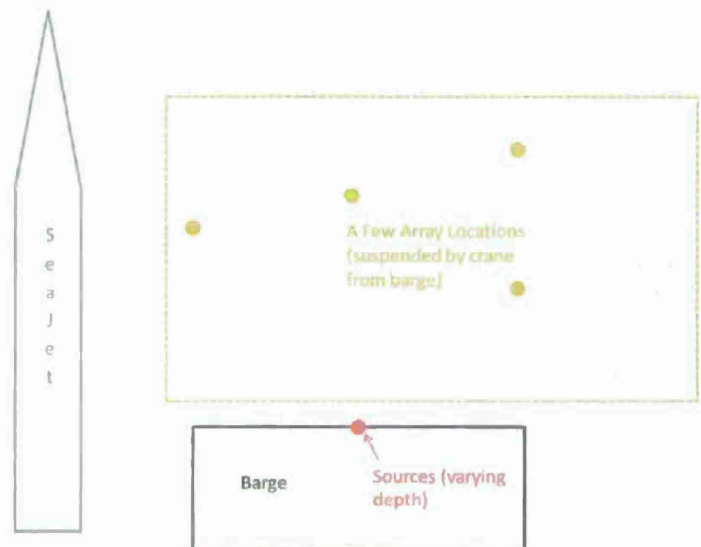 S
e
a
J
e
t
A Few Array Locations
(suspended by crane
from barge)
Barge
Sources (varying
depth)